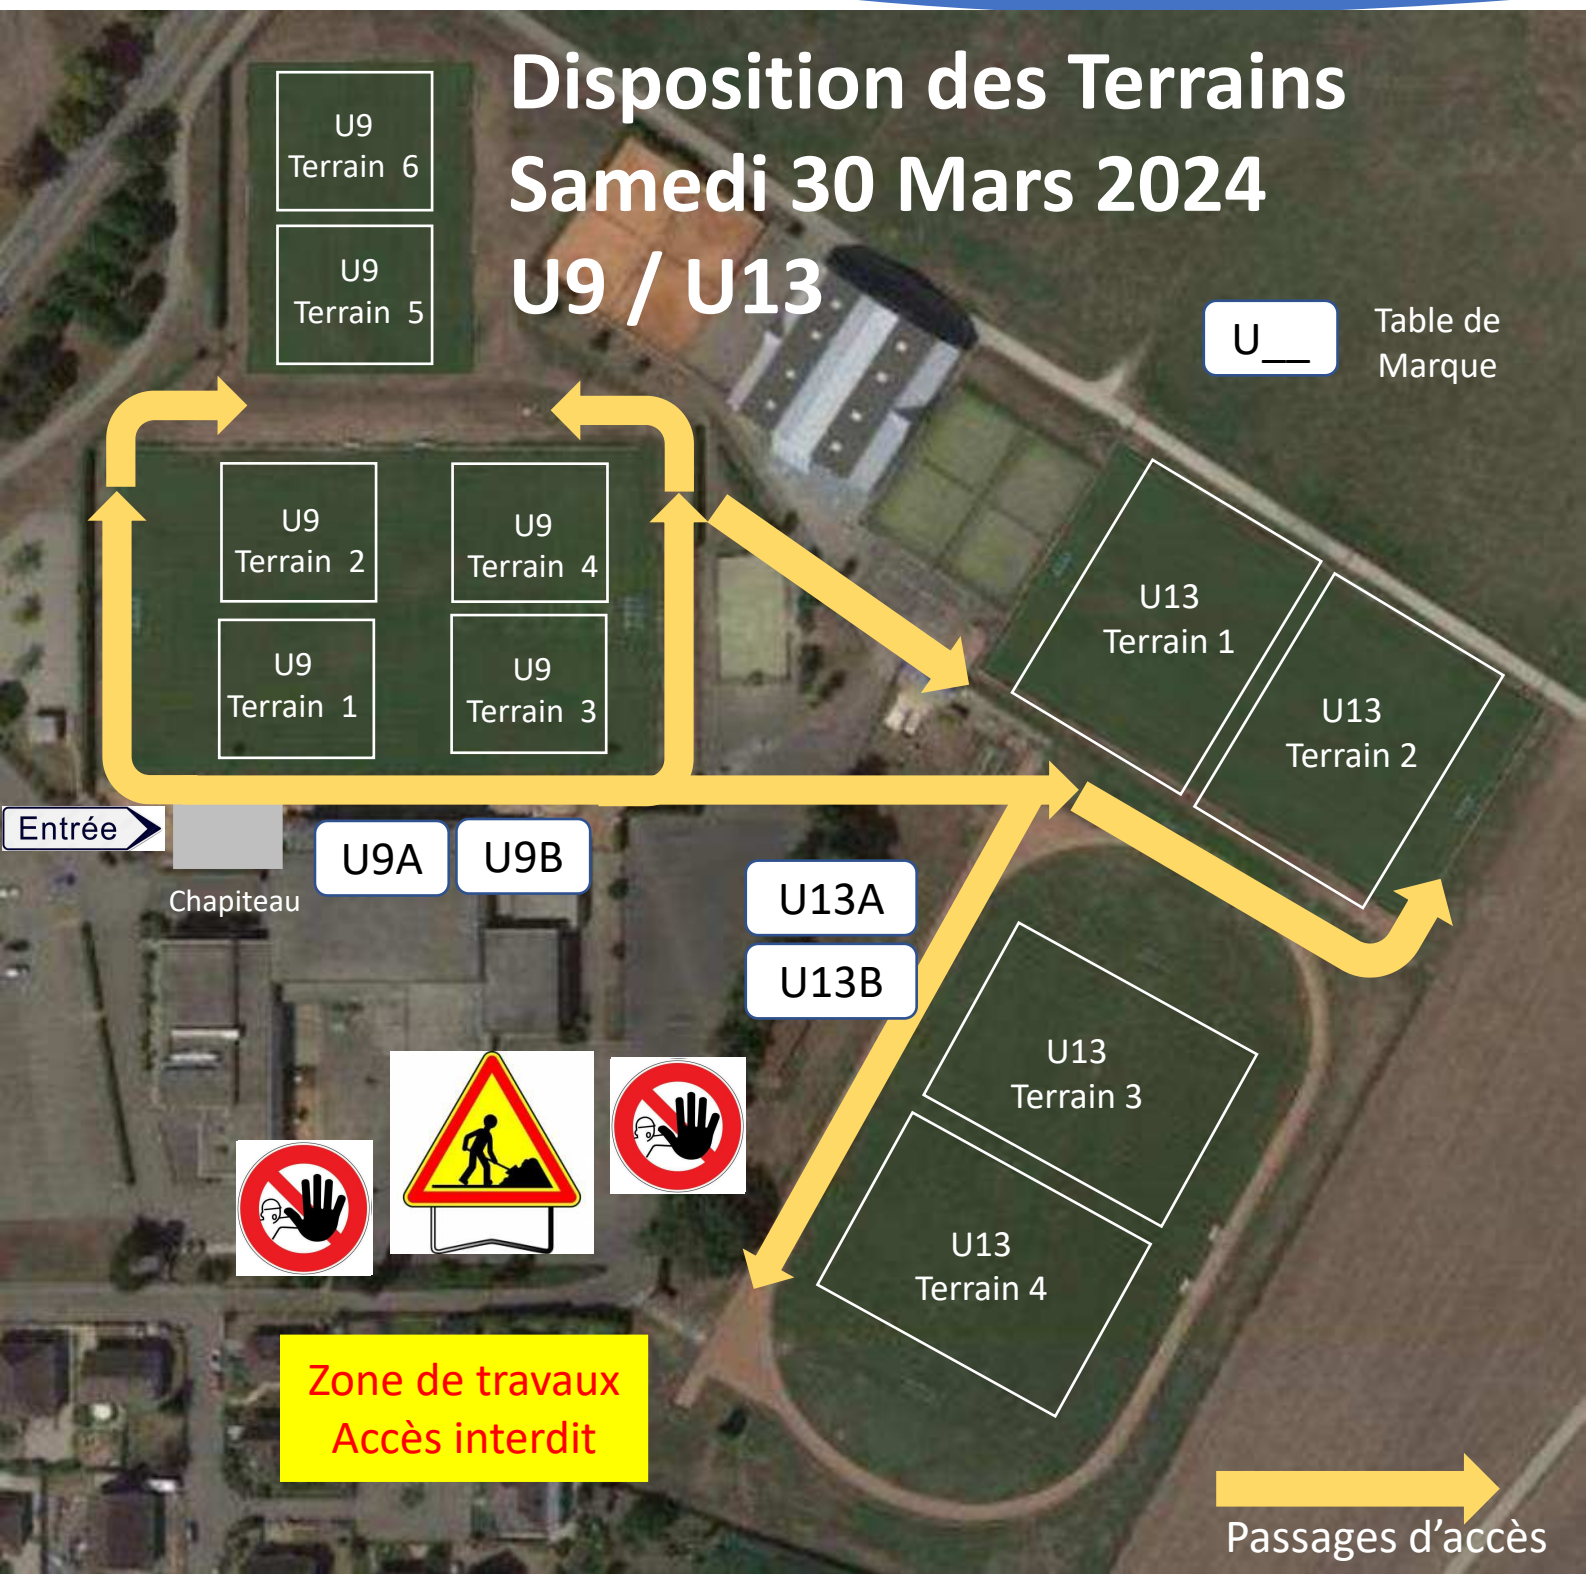 Disposition des Terrains
Samedi 30 Mars 2024
U9 / U13
U9
Terrain 6
U9
Terrain 5
U__
Table de
Marque
U9
Terrain 2
U9
Terrain 4
U9
Terrain 1
U9
Terrain 3
U13
Terrain 1
U13
Terrain 2
Entrée
Chapiteau
U9A
U9B
U13A
U13B
U13
Terrain 3
U13
Terrain 4
Zone de travaux
Accès interdit
Passages d’accès